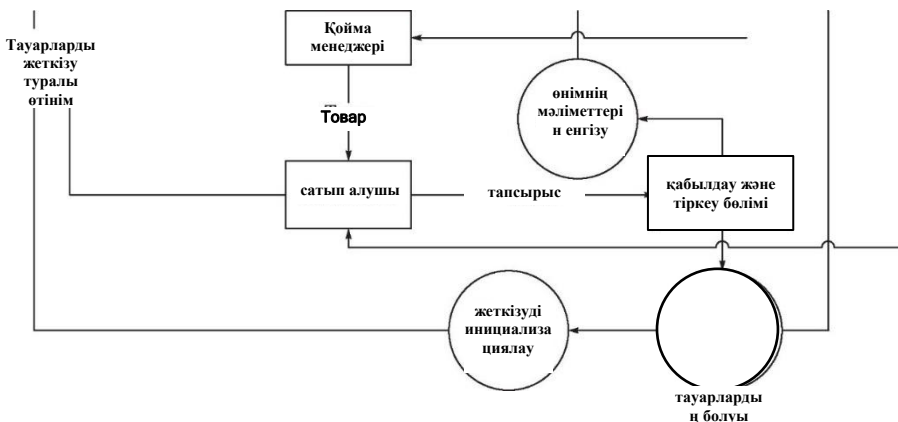 Қойма
менеджері
Тауарларды
жеткізу
туралы
өтінім
өнімнің
мәліметтері
н енгізу
Товар
сатып алушы
тапсырыс
қабылдау және
тіркеу бөлімі
жеткізуді
инициализа
циялау
тауарларды
ң болуы